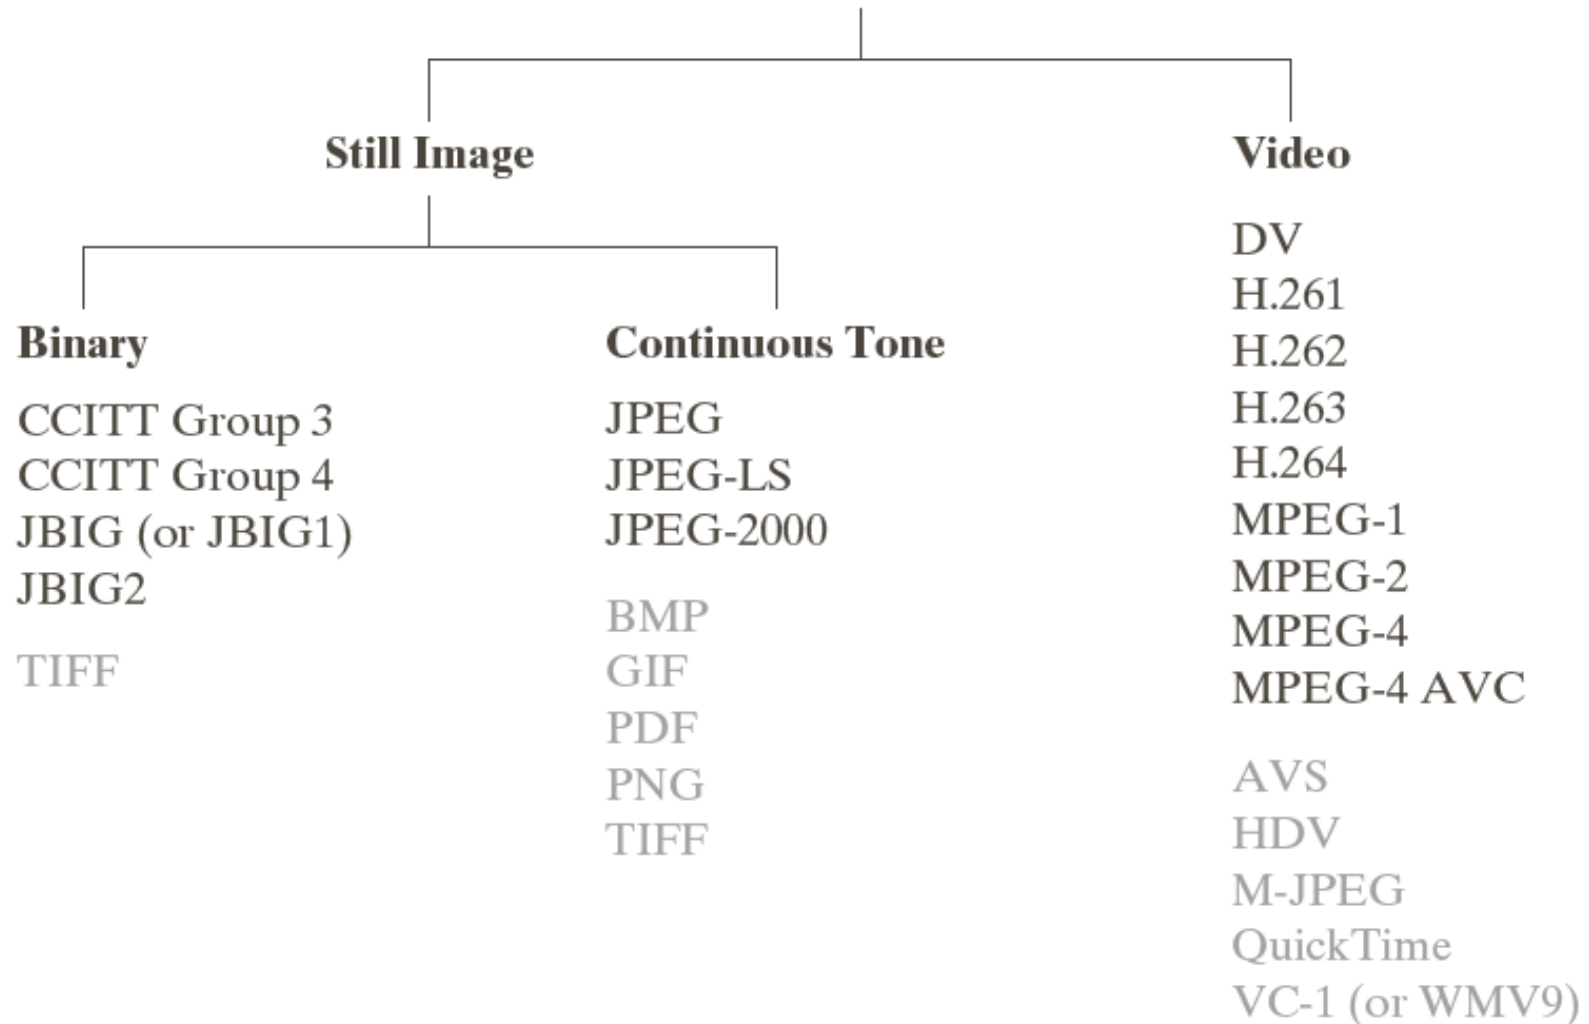 Still Image
Video
Binary
CCITT Group 3
CCITT Group 4
JBIG (or JBIG1)
JBIG2
TIFF
Continuous Tone
JPEG
JPEG-LS
JPEG-2000
BMP
GIF
PDF
PNG
TIFF
DV
H.261
H.262
H.263
H.264
MPEG-1
MPEG-2
MPEG-4
MPEG-4 AVC
AVS
HDV
M-JPEG
QuickTime
VC-1 (or WMV9)